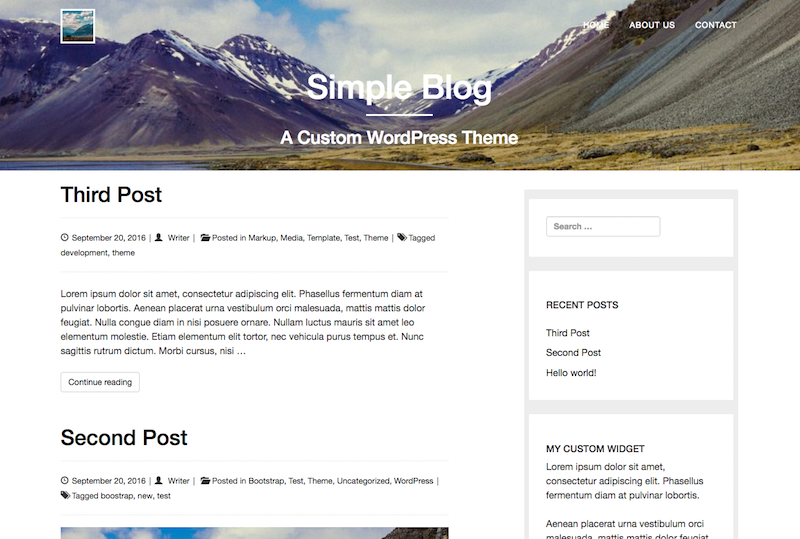 HOME ABOUT US CONTACT
Simple Blog
A Custom WordPress Theme
Third Post
September 20, 2016 | Writer | Posted in Markup, Media, Template, Test, Theme | Tagged
development, theme
Lorem ipsum dolor sit amet, consectetur adipiscing elit. Phasellus fermentum diam at
pulvinar lobortis. Aenean placerat urna vestibulum orci malesuada, mattis mattis dolor
feugiat. Nulla congue diam in nisi posuere ornare. Nullam luctus mauris sit amet leo
elementum molestie. Etiam elementum elit tortor, nec vehicula purus tempus et. Nunc
sagittis rutrum dictum. Morbi cursus, nisi …
Continue reading
Second Post
September 20, 2016 | Writer | Posted in Bootstrap, Test, Theme, Uncategorized, WordPress |
Tagged boostrap, new, test
Search …
RECENT POSTS
Third Post
Second Post
Hello world!
MY CUSTOM WIDGET
Lorem ipsum dolor sit amet,
consectetur adipiscing elit. Phasellus
fermentum diam at pulvinar lobortis.
Aenean placerat urna vestibulum orci
malesuada, mattis mattis dolor feugiat.